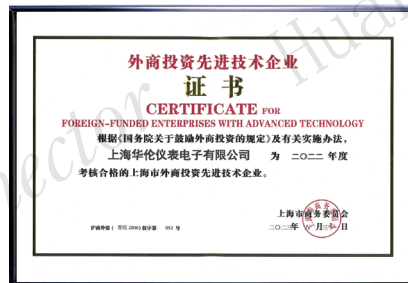 外商投资先进技术企业
证书
CERTIFICATE FOR
FOREIGN-FUNDED ENTERPRISES WITH ADVANCED TECHNOLOGY
根据《国务院关于鼓励外商投资的规定》及有关实施办法，
上海华伦仪表电子有限公司 为 二〇二二 年度
考核合格的上海市外商投资先进技术企业。
上海市商务委员会